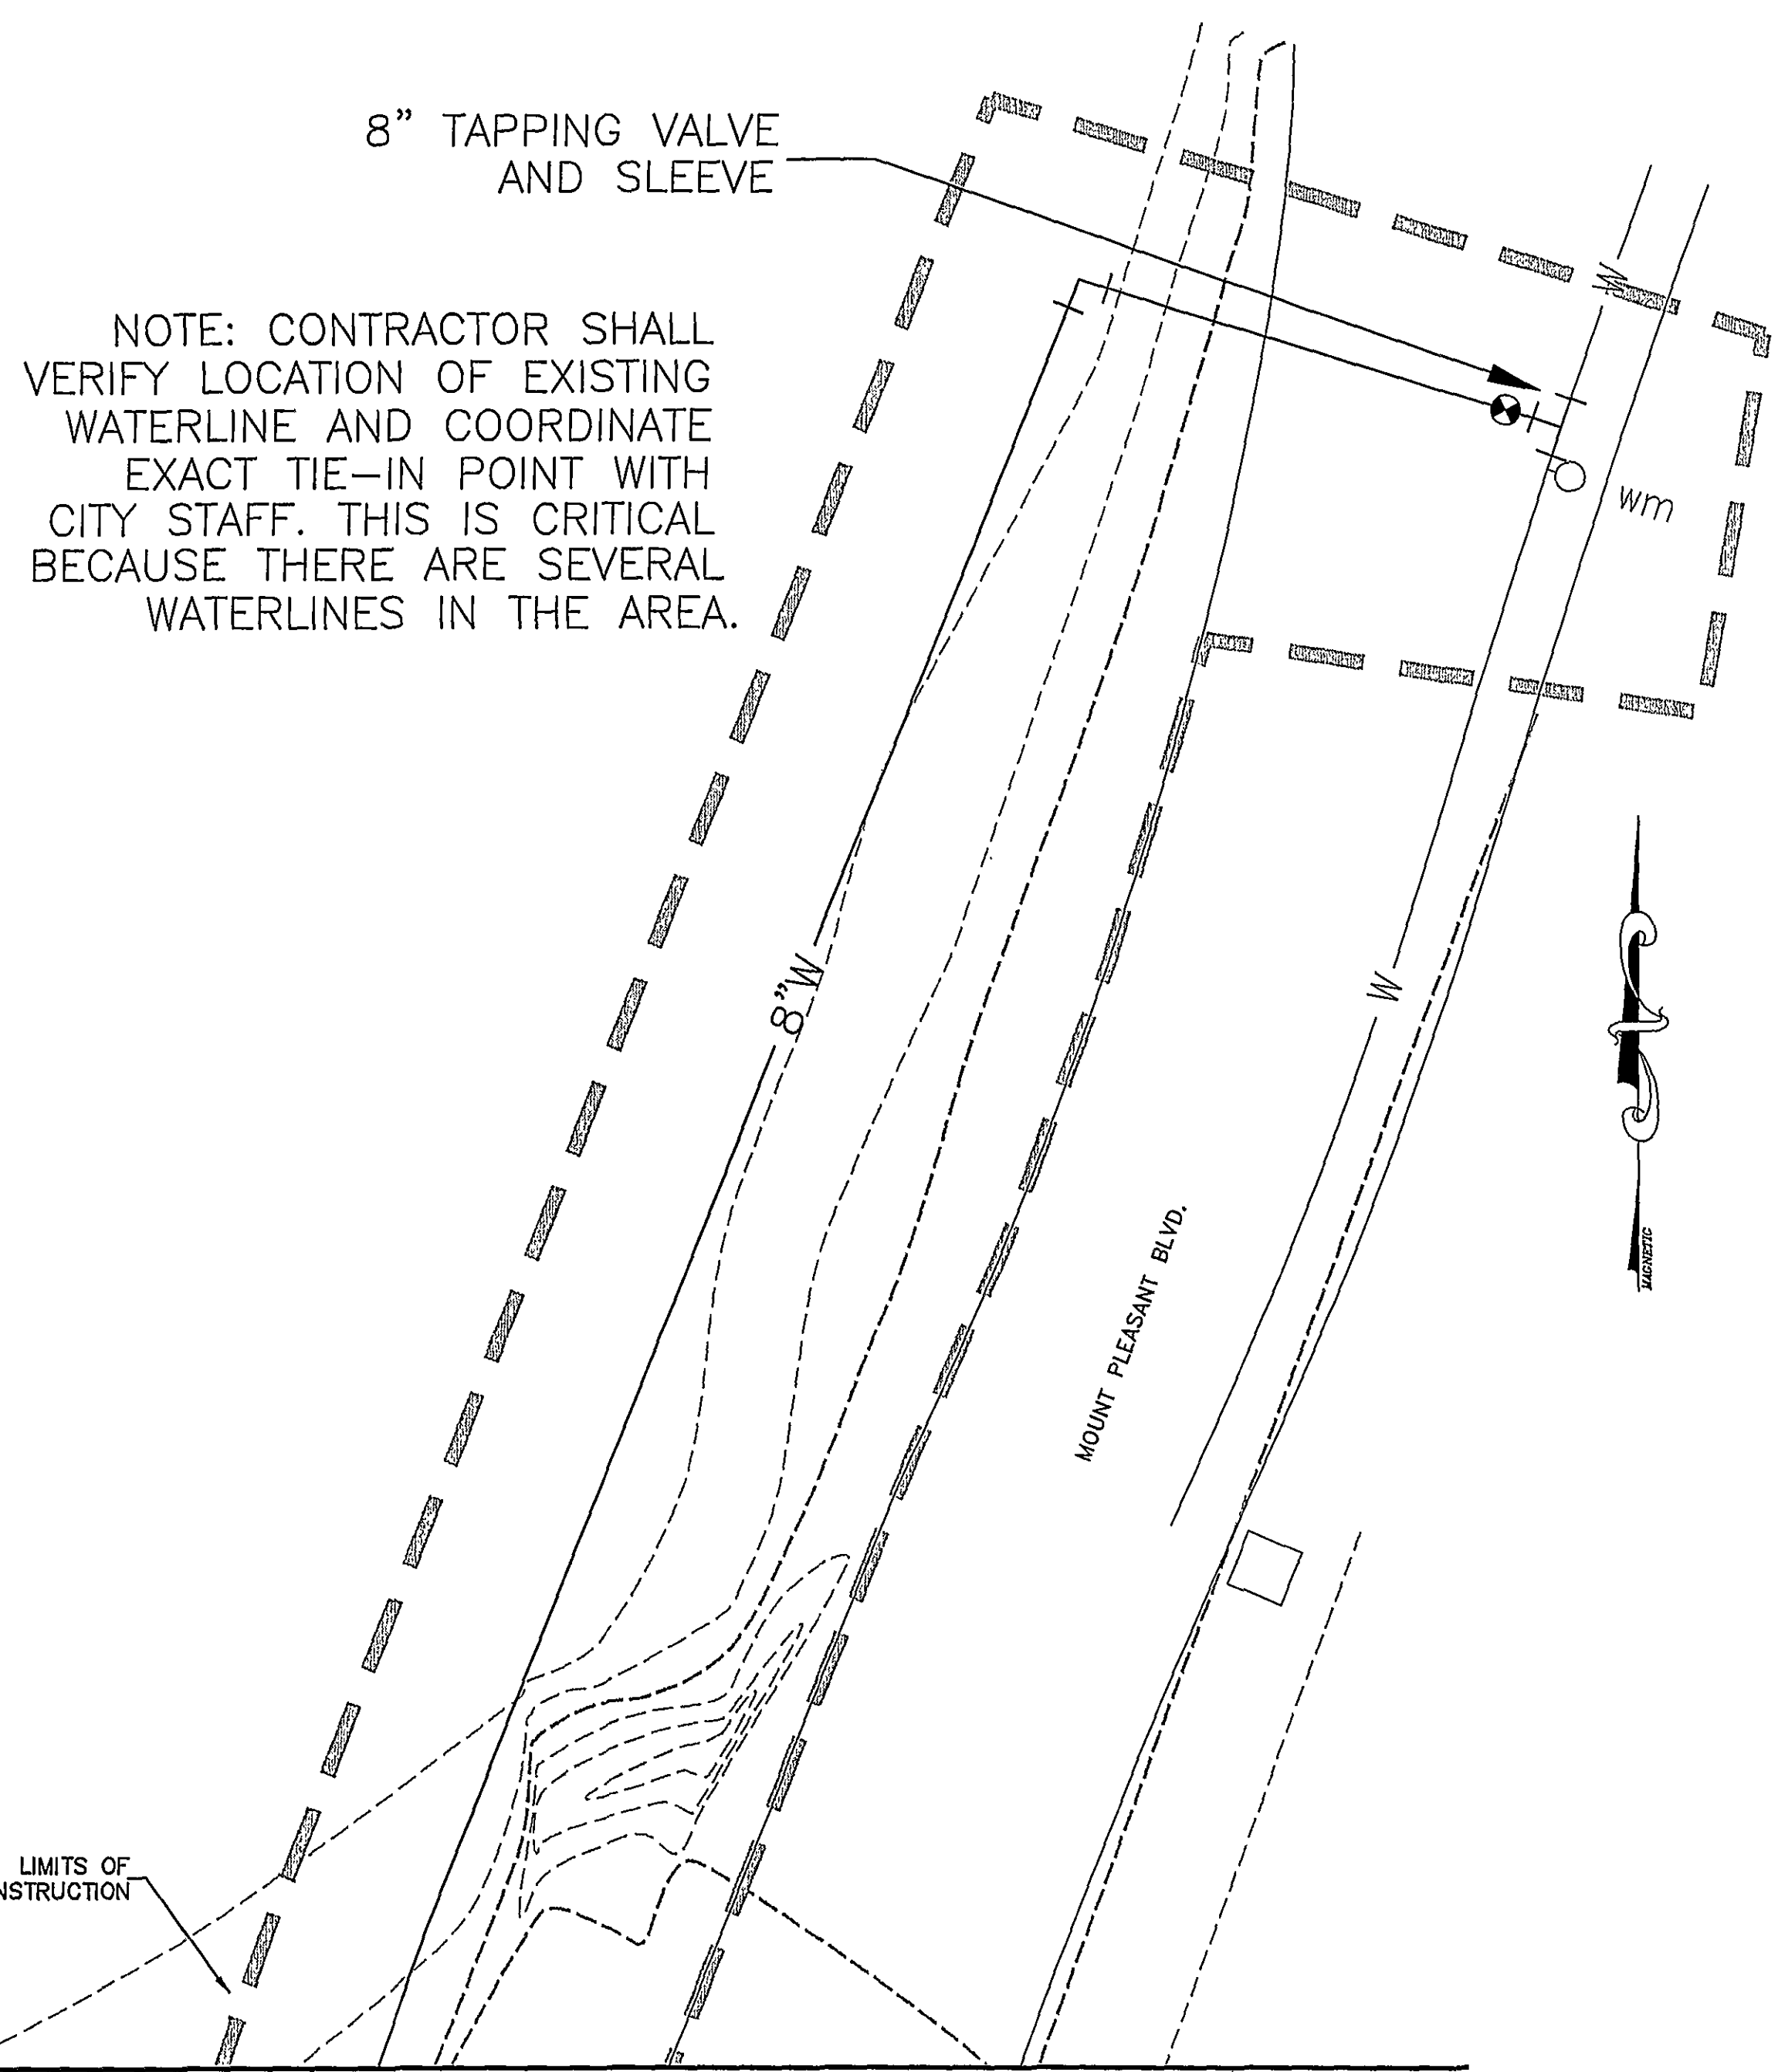 8” TAPPING VALVE
AND SLEEVE
NOTE: CONTRACTOR SHALL
VERIFY LOCATION OF EXISTING
WATERLINE AND COORDINATE
EXACT TIE–IN POINT WITH
CITY STAFF. THIS IS CRITICAL
BECAUSE THERE ARE SEVERAL
WATERLINES IN THE AREA.
W
wm
8”W
W
MOUNT PLEASANT BLVD.
MAGNETIC
LIMITS OF
NSTRUCTION